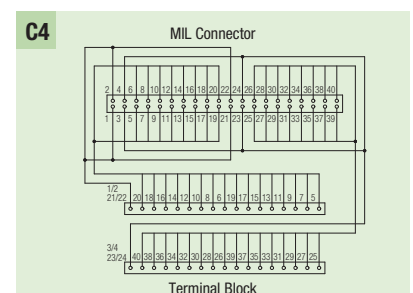 C4
MIL Connector
2 4 6 8 10 12 14 16 18 20 22 24 26 28 30 32 34 36 38 40
1 3 5 7 9 11 13 15 17 19 21 23 25 27 29 31 33 35 37 39
1/2
21/22 20 18 16 14 12 10 8 6 19 17 15 13 11 9 7 5
3/4
23/24 40 38 36 34 32 30 28 26 39 37 35 33 31 29 27 25
Terminal Block